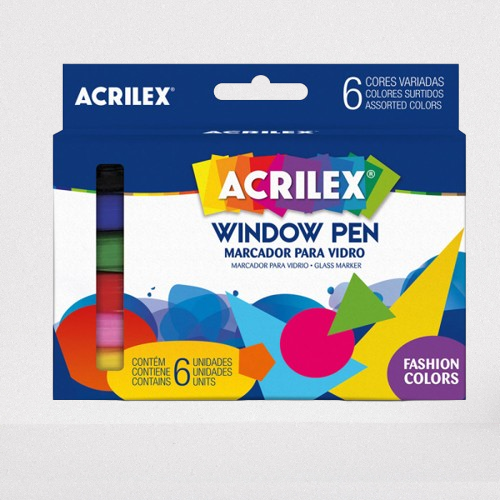 ACRILEX®
6 CORES VARIADAS
COLORES SURTIDOS
ASSORTED COLORS
ACRILEX
ACRILEX®
WINDOW PEN
MARCADOR PARA VIDRO
MARCADOR PARA VIDRIO - GLASS MARKER
CONTÉM
CONTIENE
CONTAINS
6 UNIDADES
UNIDADES
UNITS
FASHION
COLORS